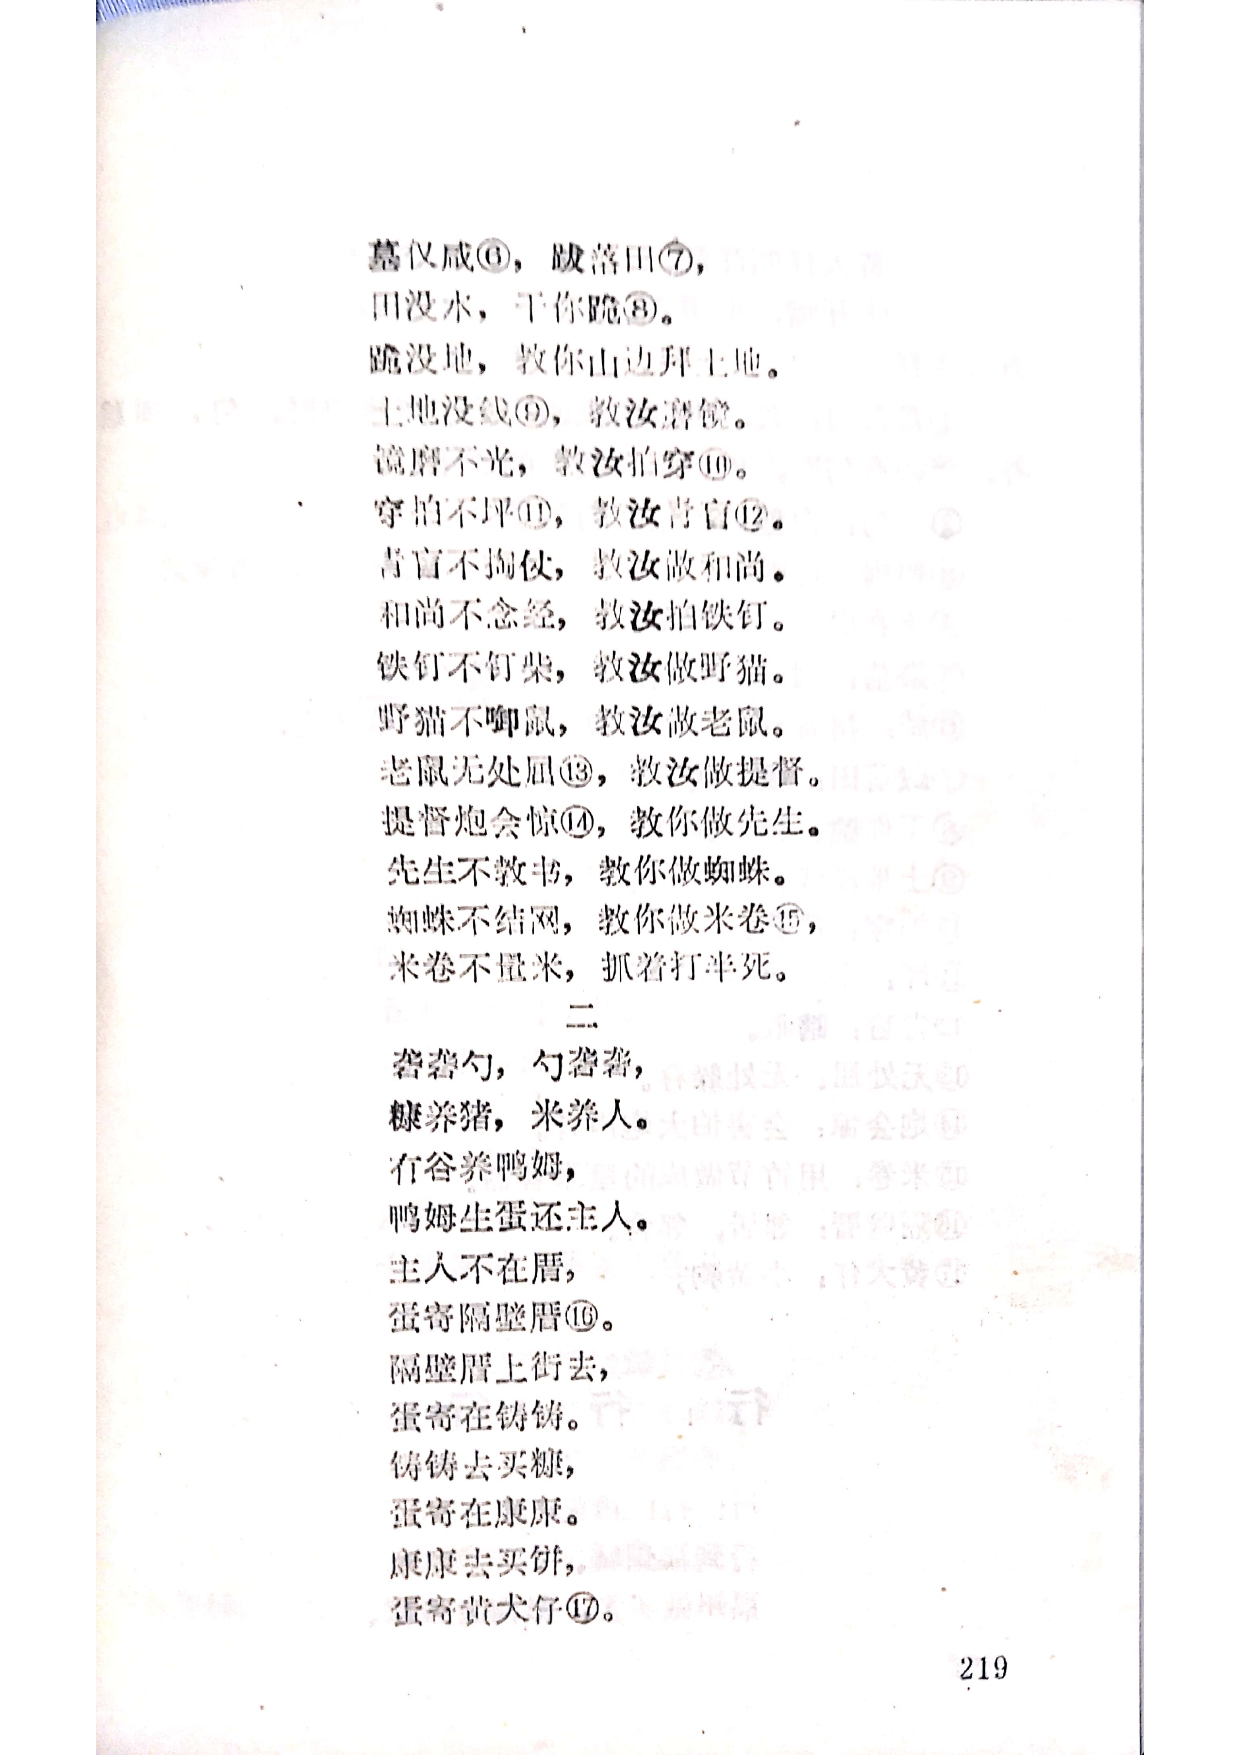 墓仅咸⑥，跋落田⑦，
田没水，干你跪⑧。
跪没地，教你山边拜土地。
土地没线⑨，教汝磨镜。
镜磨不光，教汝拍穿⑩。
穿拍不坪⑪，教汝青盲⑫。
青盲不掏仗，教汝做和尚。
和尚不念经，教汝拍铁钉。
铁钉不钉柴，教汝做野猫。
野猫不啣鼠，教汝做老鼠。
老鼠无处屈⑬，教汝做提督。
提督炮会惊⑭，教你做先生。
先生不教书，教你做蜘蛛。
蜘蛛不结网，教你做米卷⑮，
米卷不量米，抓着打半死。
二
砻砻勾，勾砻砻，
糠养猪，米养人。
冇谷养鸭姆，
鸭姆生蛋还主人。
主人不在厝，
蛋寄隔壁厝⑯。
隔壁厝上街去，
蛋寄在铸铸。
铸铸去买糠，
蛋寄在康康。
康康去买饼，
蛋寄黄犬仔⑰。
219